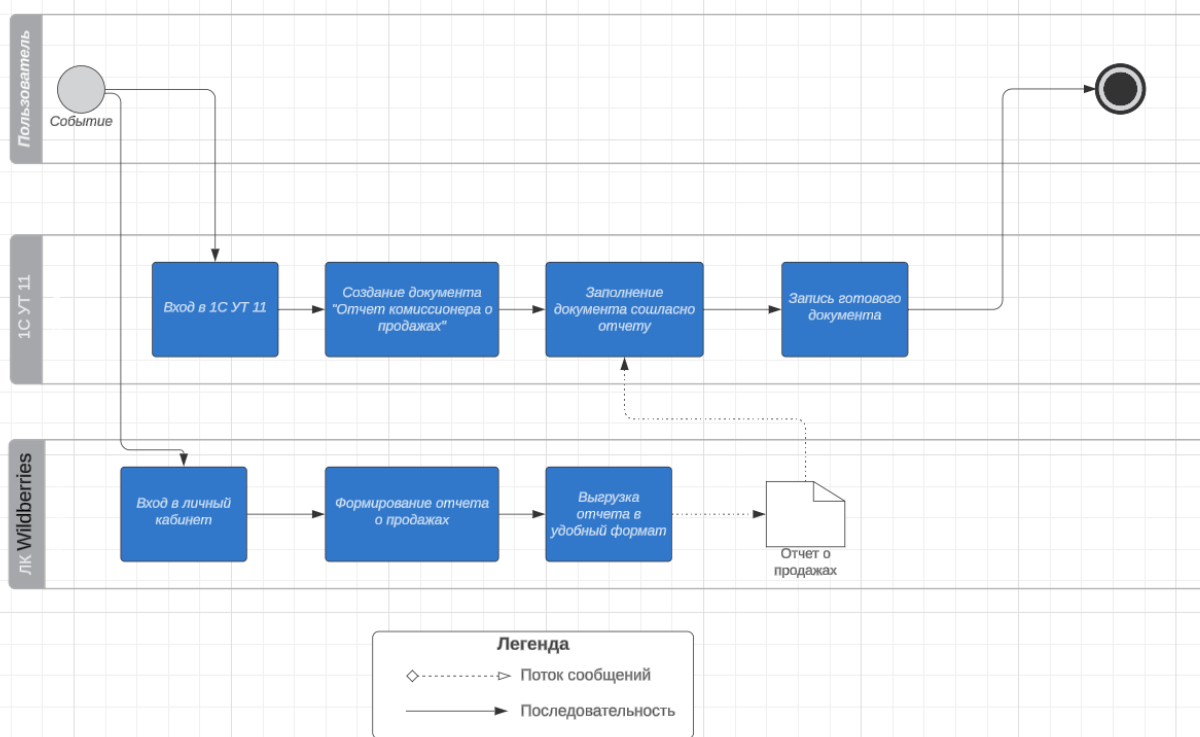 Пользователь
Событие
1С УТ 11
Вход в 1С УТ 11
Создание документа
"Отчет комиссионера о
продажах"
Заполнение
документа сошласно
отчету
Запись готового
документа
ЛК Wildberries
Вход в личный
кабинет
Формирование отчета
о продажах
Выгрузка
отчета в
удобный формат
Отчет о
продажах
Легенда
Поток сообщений
Последовательность